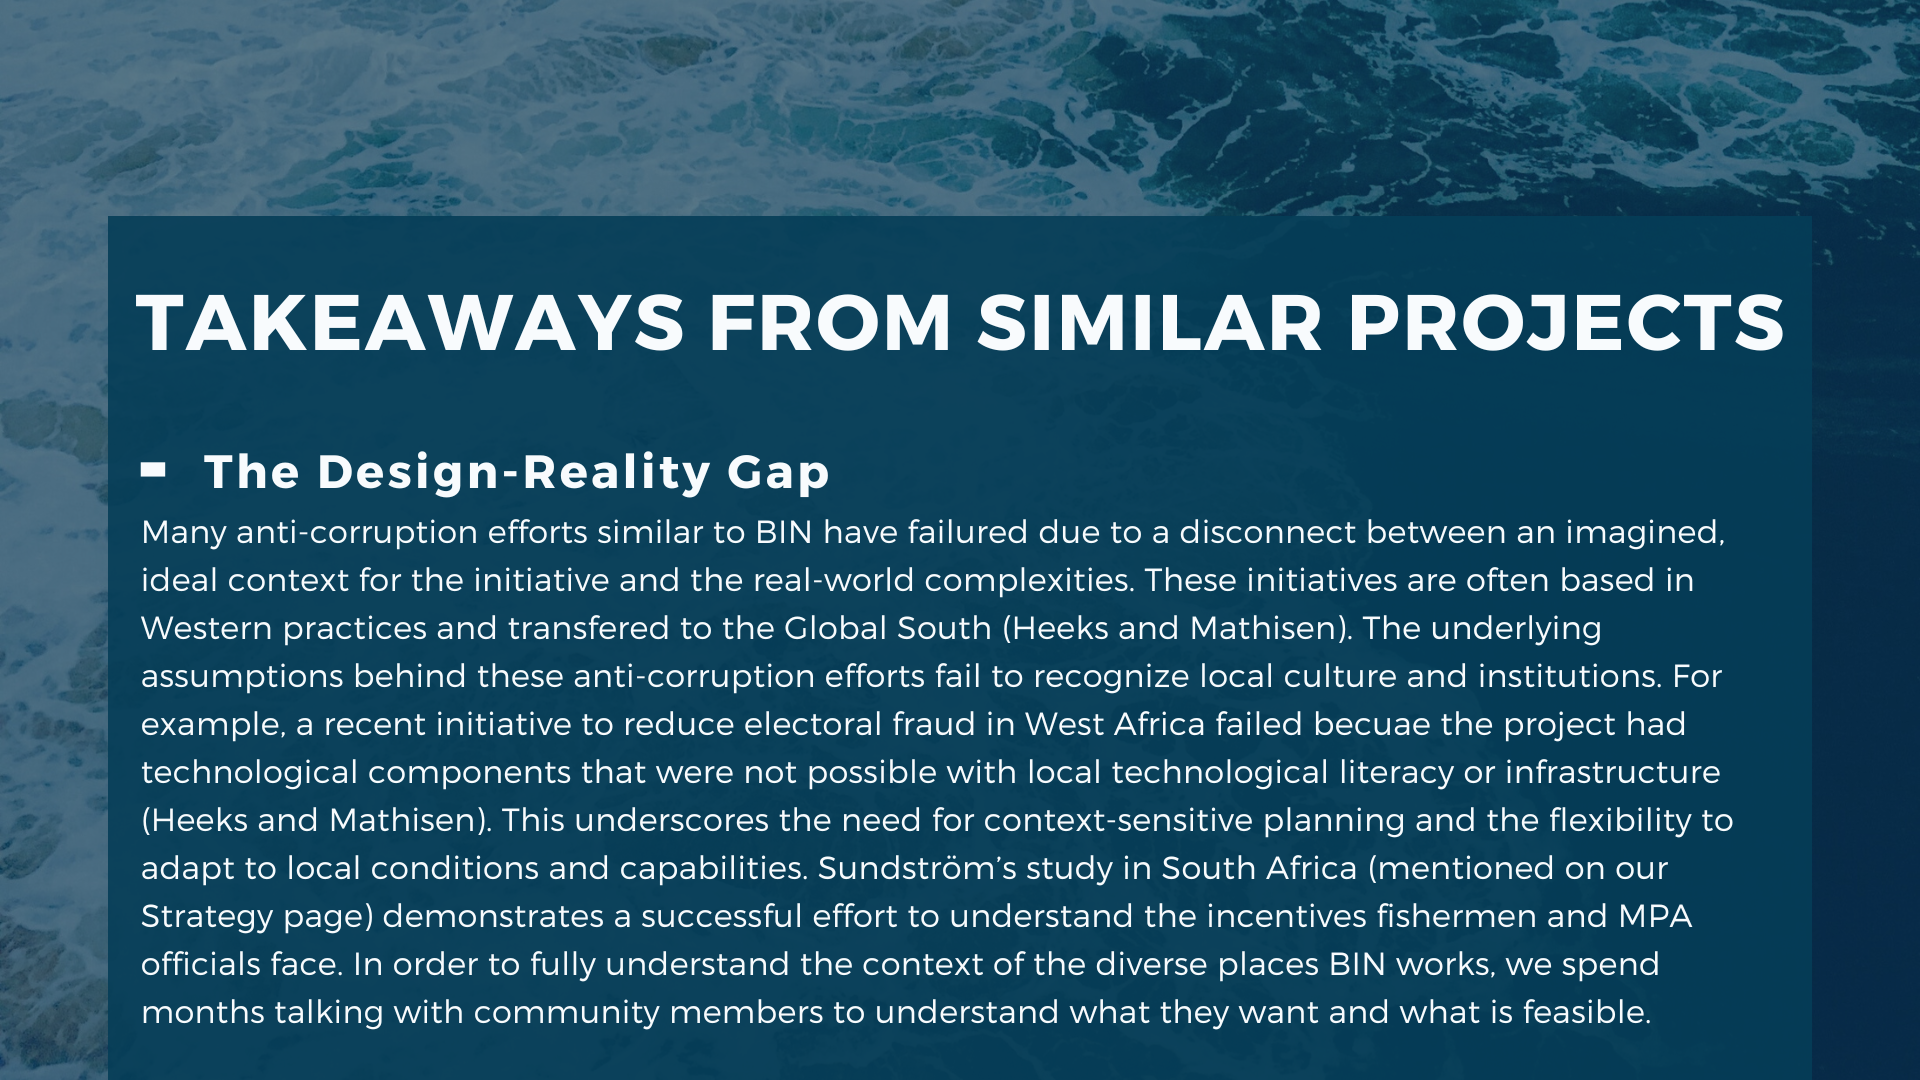 TAKEAWAYS FROM SIMILAR PROJECTS
- The Design-Reality Gap
Many anti-corruption efforts similar to BIN have failured due to a disconnect between an imagined,
ideal context for the initiative and the real-world complexities. These initiatives are often based in
Western practices and transfered to the Global South (Heeks and Mathisen). The underlying
assumptions behind these anti-corruption efforts fail to recognize local culture and institutions. For
example, a recent initiative to reduce electoral fraud in West Africa failed becuae the project had
technological components that were not possible with local technological literacy or infrastructure
(Heeks and Mathisen). This underscores the need for context-sensitive planning and the flexibility to
adapt to local conditions and capabilities. Sundström’s study in South Africa (mentioned on our
Strategy page) demonstrates a successful effort to understand the incentives fishermen and MPA
officials face. In order to fully understand the context of the diverse places BIN works, we spend
months talking with community members to understand what they want and what is feasible.